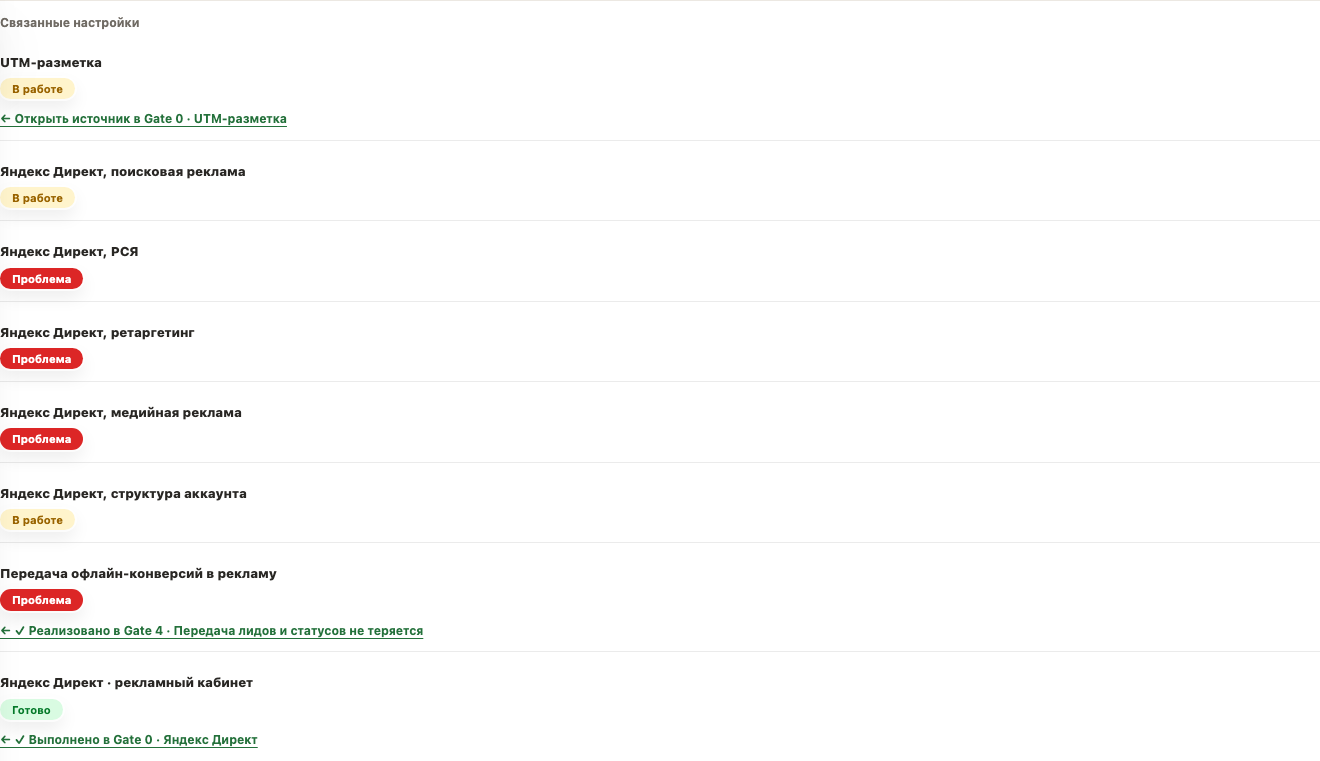 Связанные настройки
UTM-разметка
В работе
← Открыть источник в Gate 0 · UTM-разметка
Яндекс Директ, поисковая реклама
В работе
Яндекс Директ, РСЯ
Проблема
Яндекс Директ, ретаргетинг
Проблема
Яндекс Директ, медийная реклама
Проблема
Яндекс Директ, структура аккаунта
В работе
Передача офлайн-конверсий в рекламу
Проблема
← ✓ Реализовано в Gate 4 · Передача лидов и статусов не теряется
Яндекс Директ · рекламный кабинет
Готово
← ✓ Выполнено в Gate 0 · Яндекс Директ